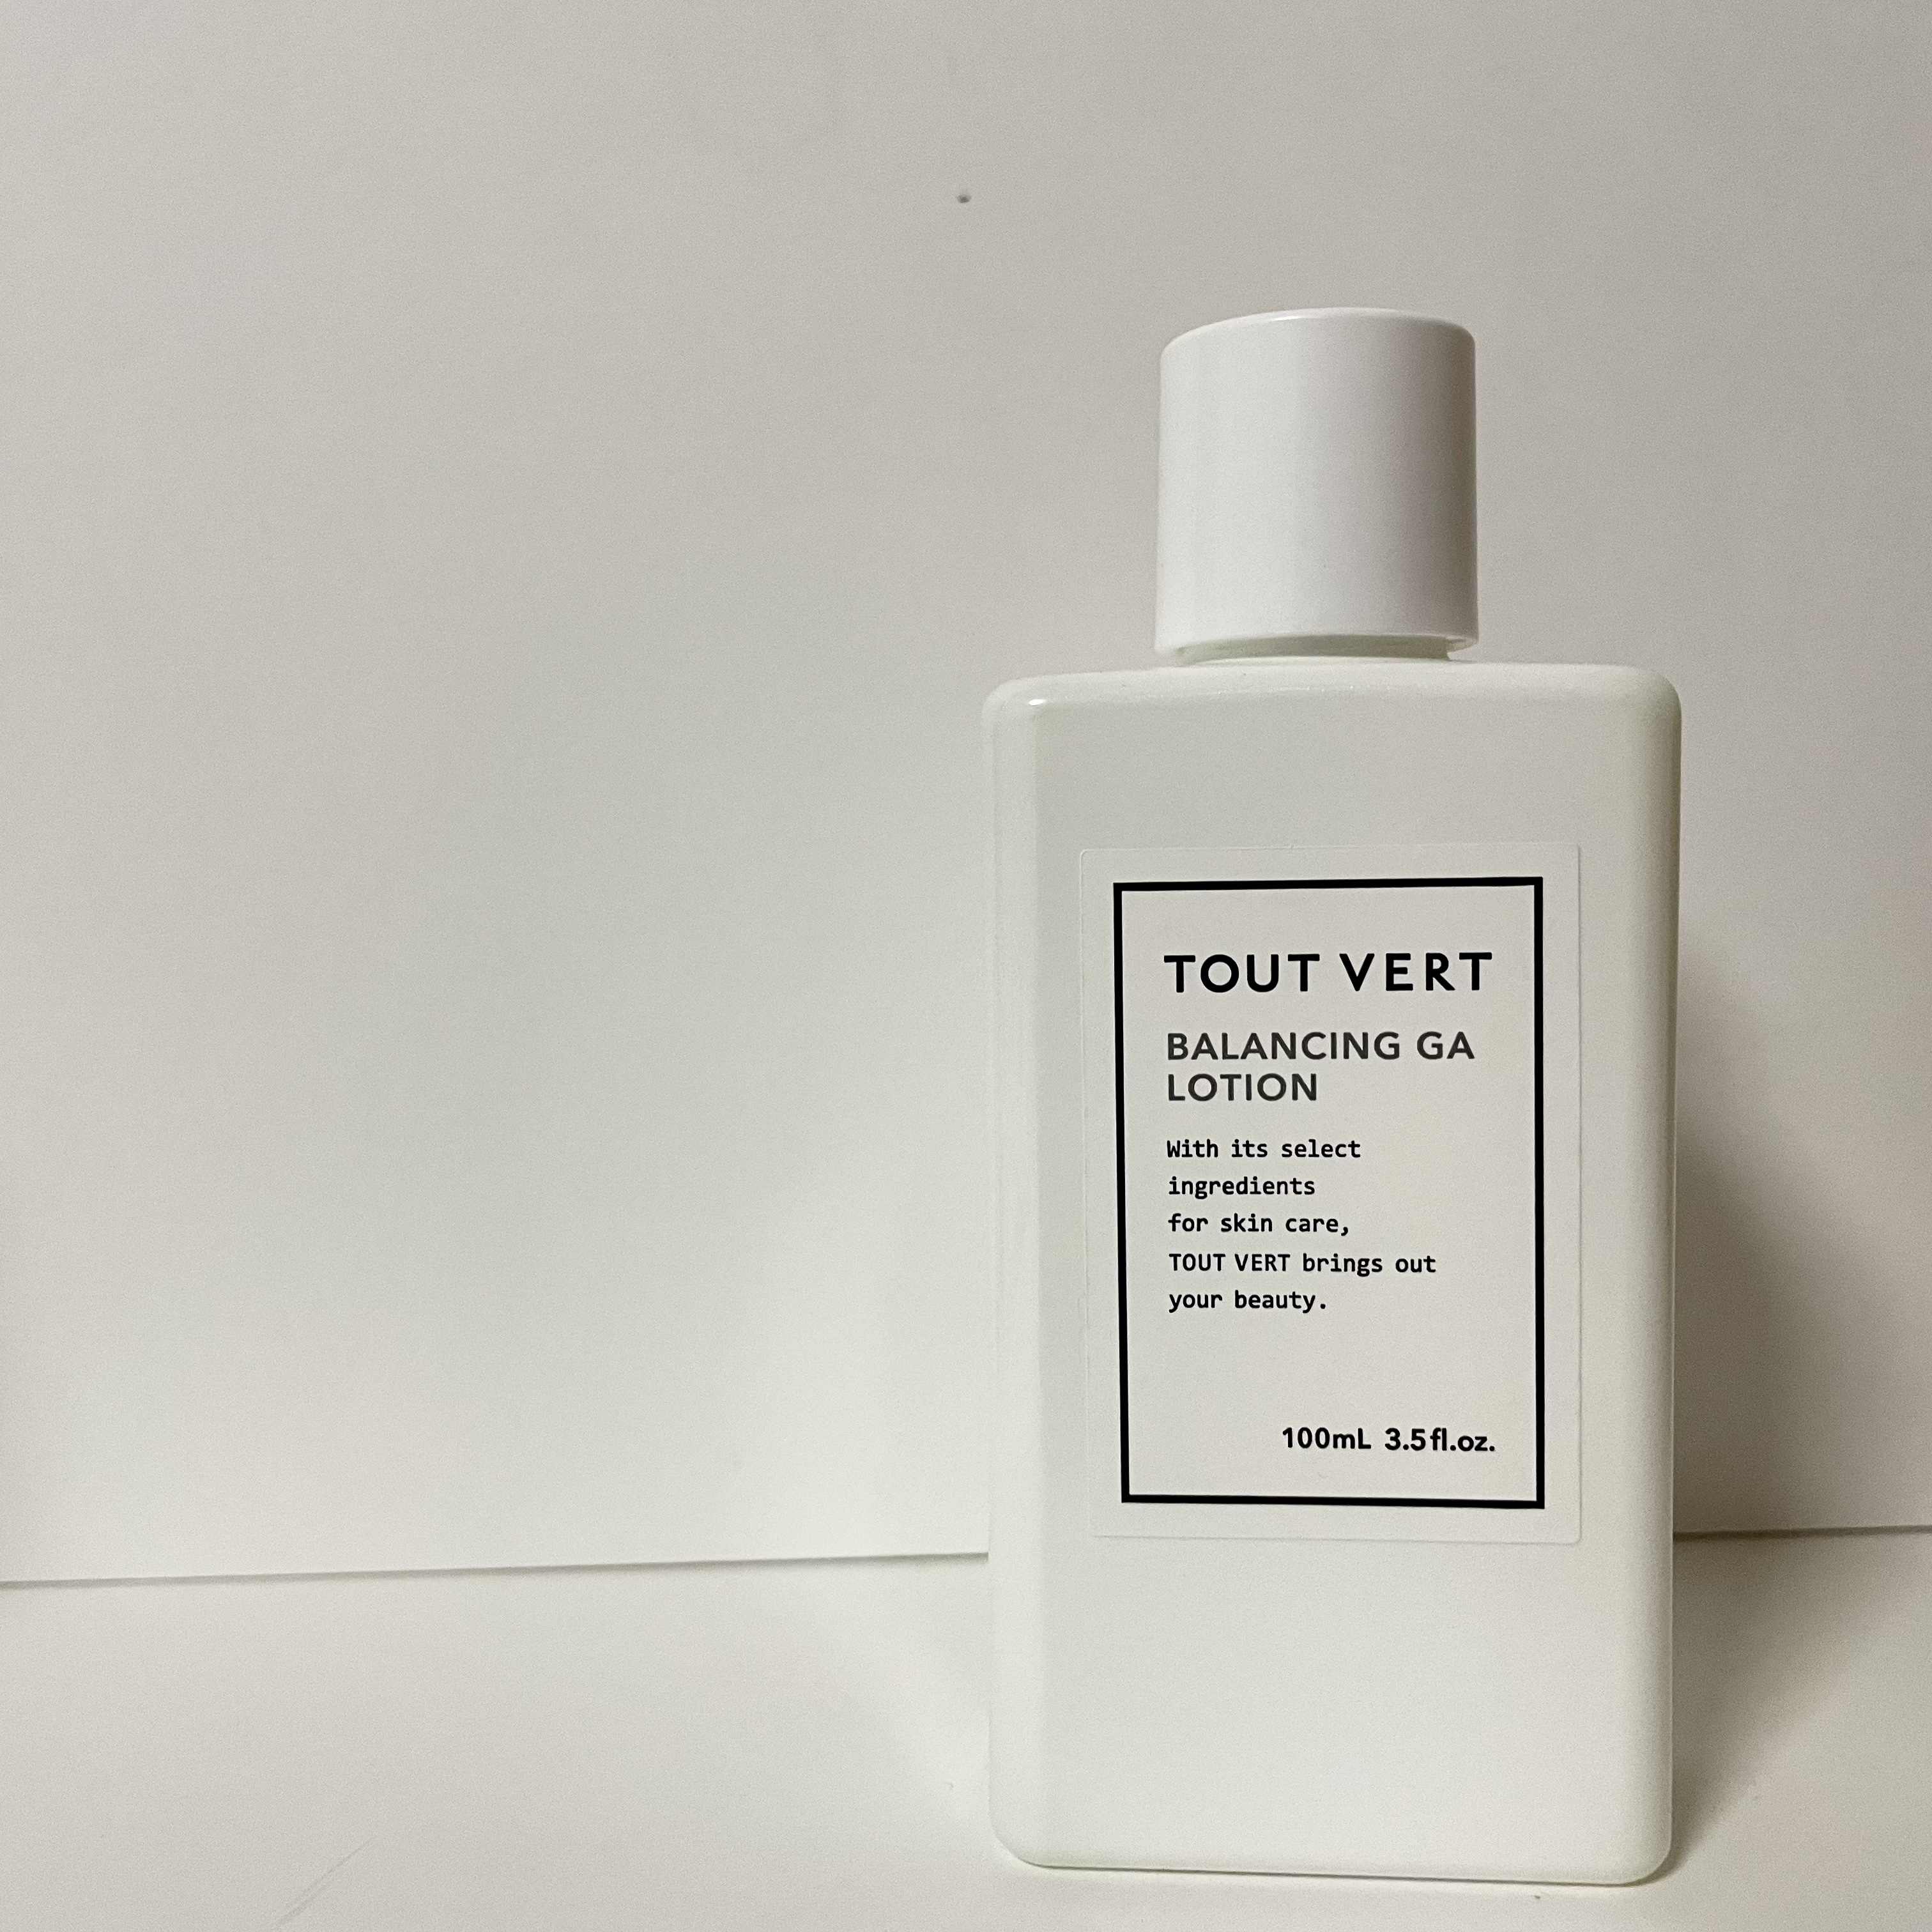 TOUT VERT
BALANCING GA
LOTION
With its select
ingredients
for skin care,
TOUT VERT brings out
your beauty.
100mL 3.5fl.oz.